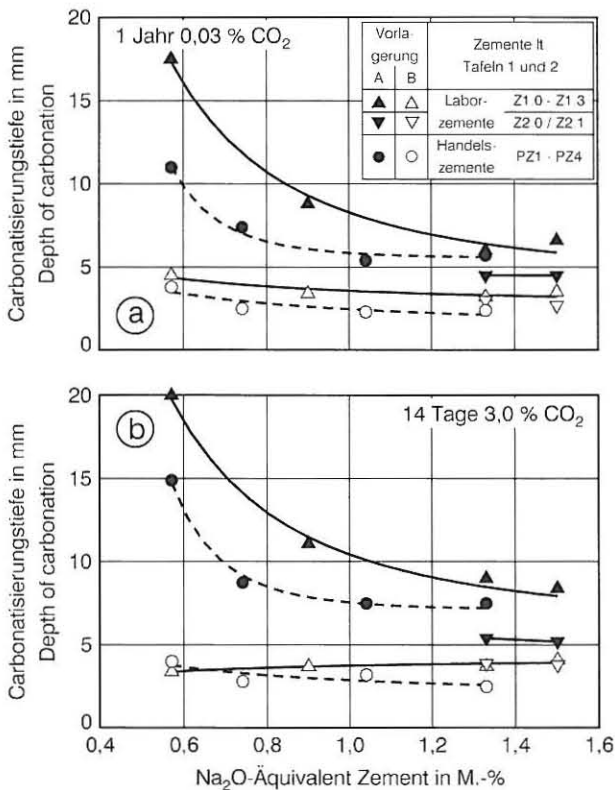 1 Jahr 0,03 % CO₂
Vorla-
gerung
A B
Zemente lt
Tafeln 1 und 2
Labor-
zemente
Z1 0 - Z1 3
Z2 0 / Z2 1
Handels-
zemente
PZ1 - PZ4
Carbonatisierungstiefe in mm
Depth of carbonation
20
15
10
5
0
a
b
14 Tage 3,0 % CO₂
Carbonatisierungstiefe in mm
Depth of carbonation
20
15
10
5
0
0,4 0,6 0,8 1,0 1,2 1,4 1,6
Na₂O-Äquivalent Zement in M.-%